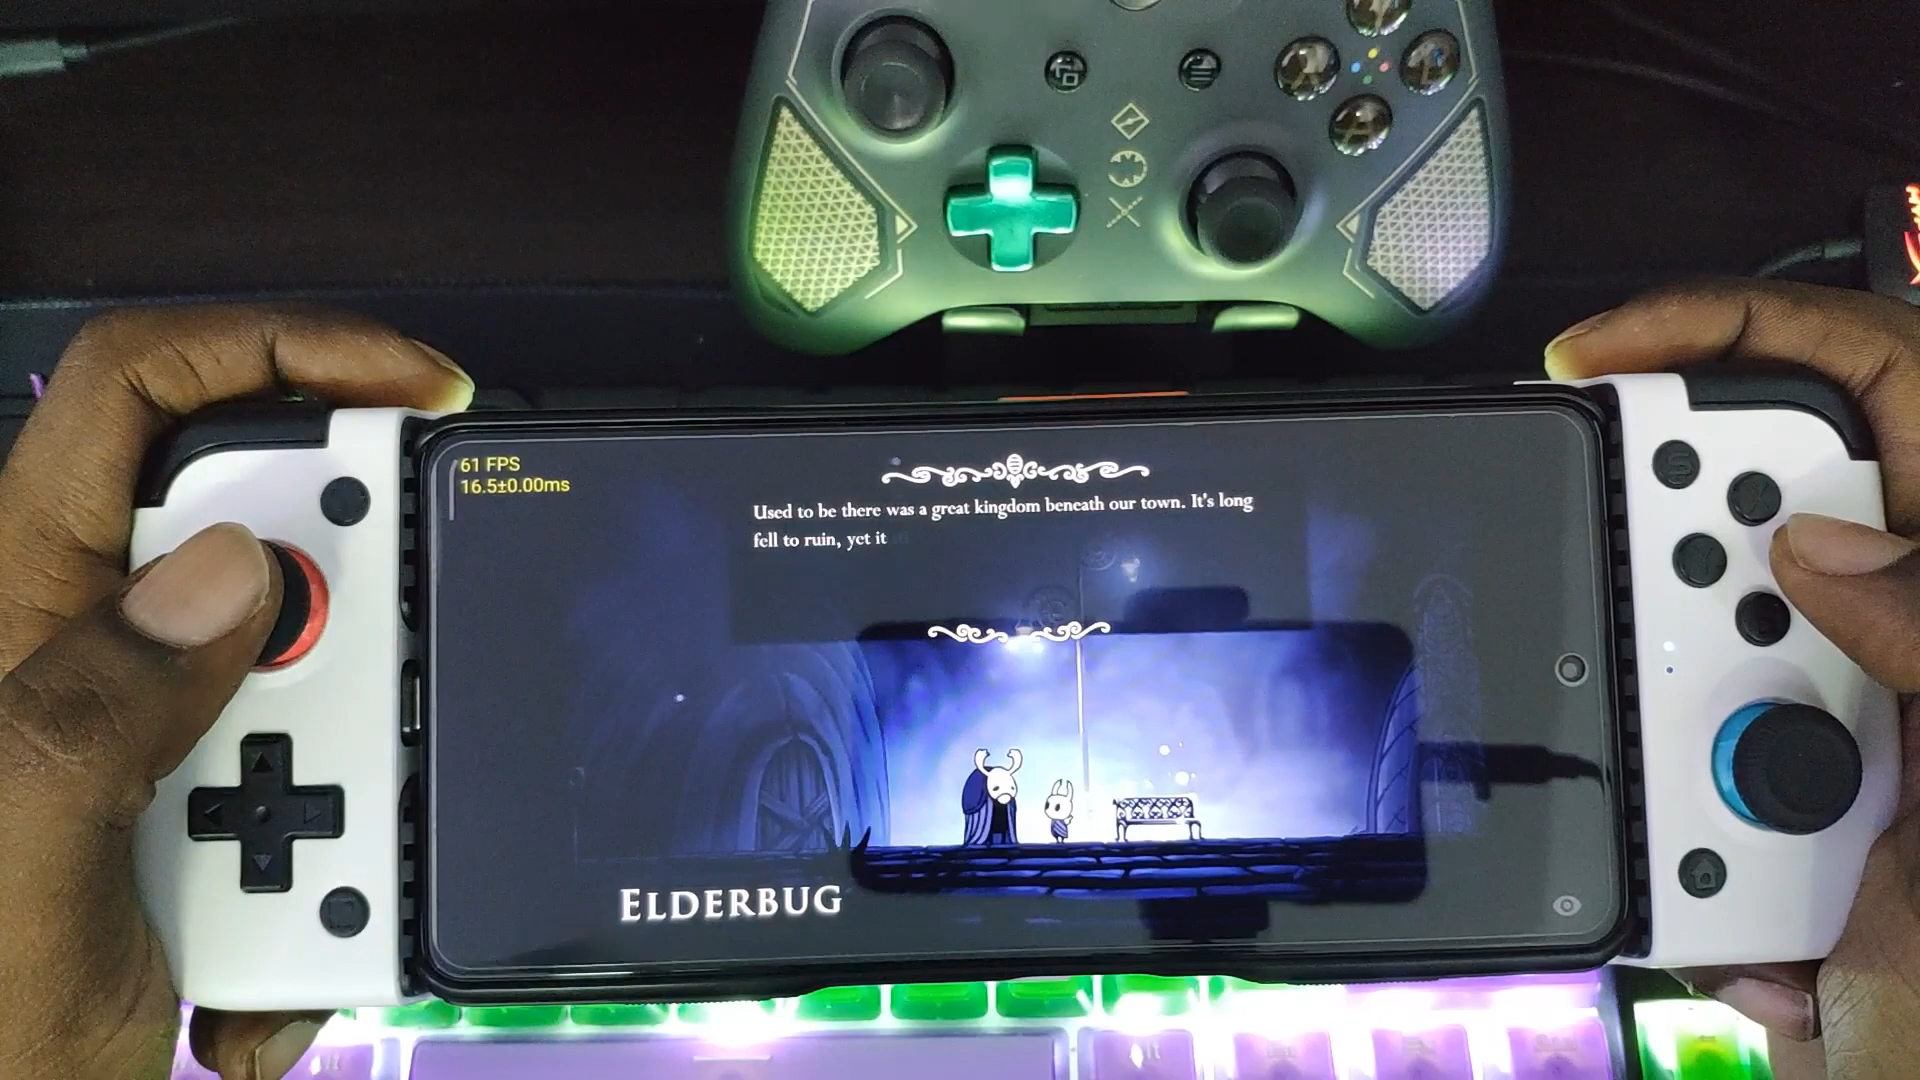 61 FPS
16.5±0.00ms
Used to be there was a great kingdom beneath our town. It's long
fell to ruin, yet it
ELDERBUG
S
X
Y